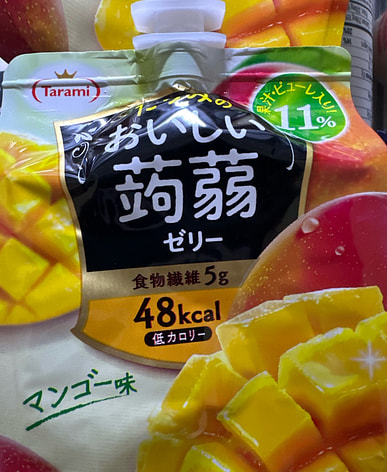 Tarami
たらみの
おいしい
蒟蒻
ゼリー
果汁・ピューレ入り!
11%
食物繊維5g
48kcal
低カロリー
マンゴー味